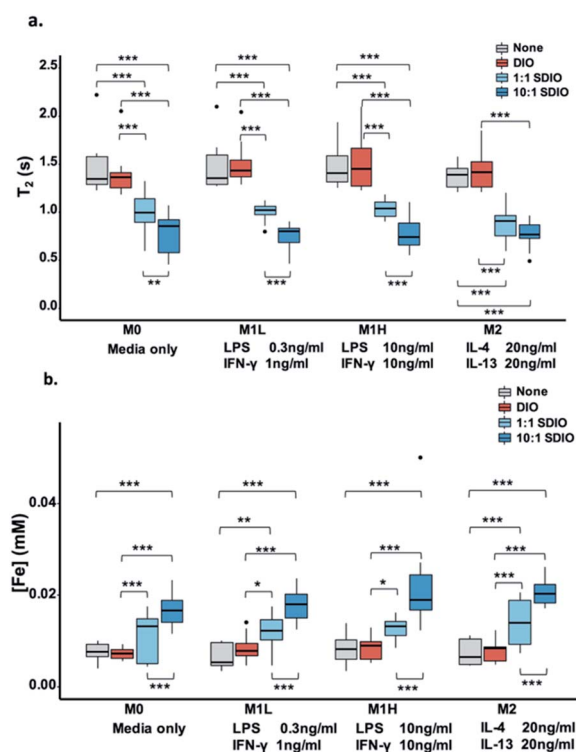 a.
None
DIO
1:1 SDIO
10:1 SDIO
2.5
2.0
1.5
1.0
0.5
0.0
T₂ (s)
*** *** *** ***
*** *** ***
*** *** *** ***
*** *** ***
** *** *** ***
***
***
M0 M1L M1H M2
Media only LPS 0.3ng/ml LPS 10ng/ml IL-4 20ng/ml
IFN-γ 1ng/ml IFN-γ 10ng/ml IL-13 20ng/ml
b.
None
DIO
1:1 SDIO
10:1 SDIO
0.04
0.02
0.00
[Fe] (mM)
*** *** *** ***
** ***
*** *** *** ***
*** * * ***
*** *** *** ***
M0 M1L M1H M2
Media only LPS 0.3ng/ml LPS 10ng/ml IL-4 20ng/ml
IFN-γ 1ng/ml IFN-γ 10ng/ml IL-13 20ng/ml